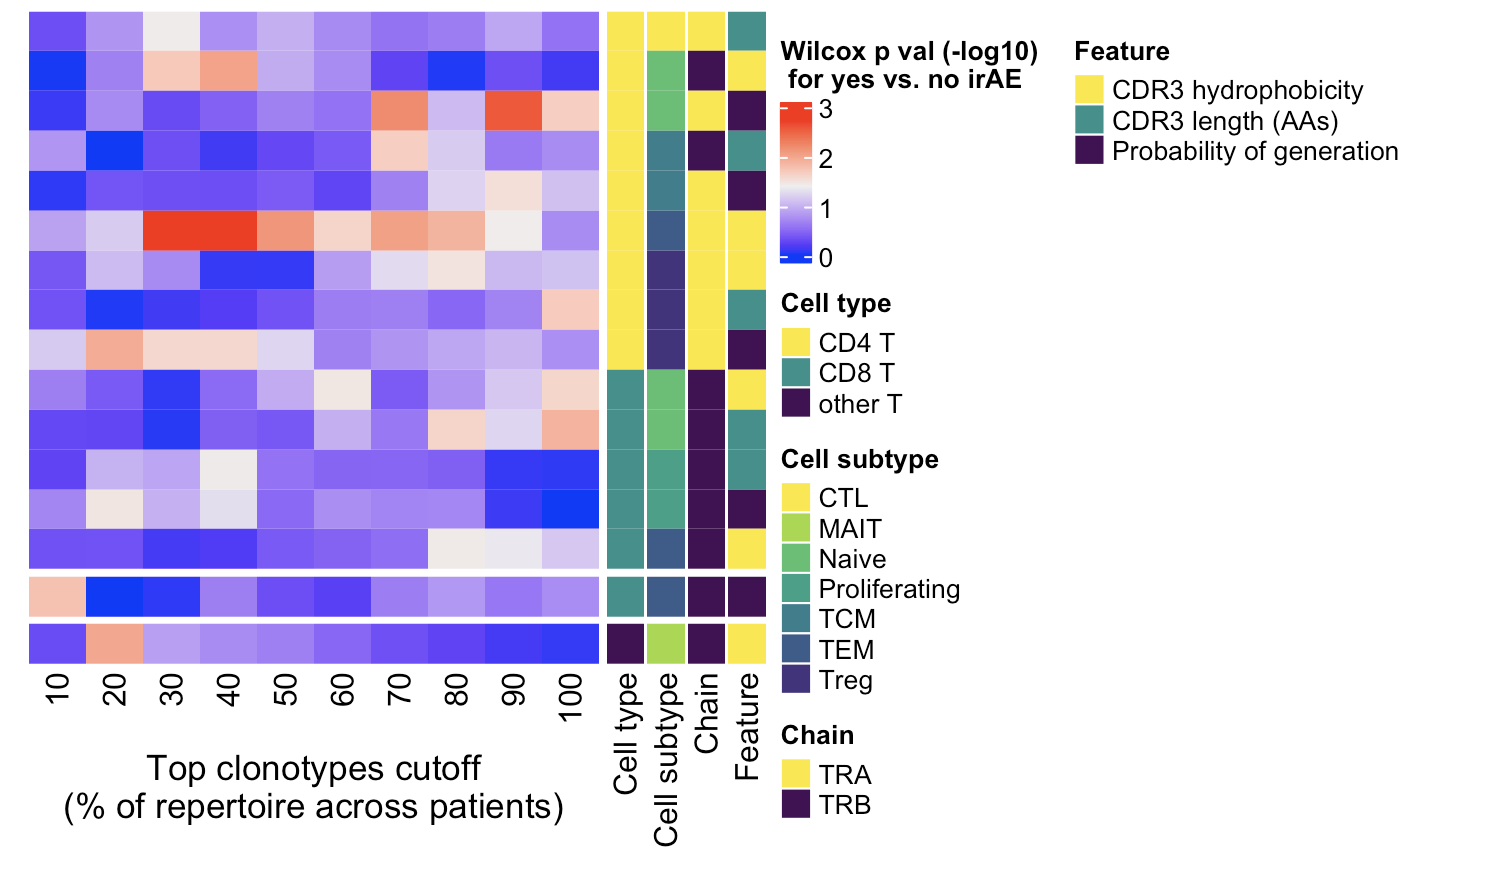 Wilcox p val (-log10)
for yes vs. no irAE
3
2
1
0
Feature
CDR3 hydrophobicity
CDR3 length (AAs)
Probability of generation
Cell type
CD4 T
CD8 T
other T
Cell subtype
CTL
MAIT
Naive
Proliferating
TCM
TEM
Treg
Chain
TRA
TRB
10
20
30
40
50
60
70
80
90
100
Cell type
Cell subtype
Chain
Feature
Top clonotypes cutoff
(% of repertoire across patients)